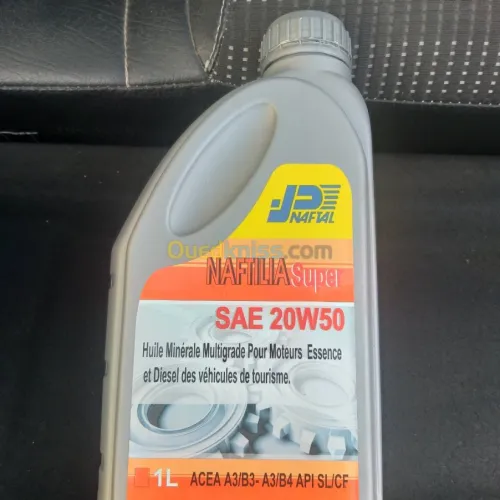 NAFTAL
Ouedkniss.com
NAFTILIA Super
SAE 20W50
Huile Minérale Multigrade Pour Moteurs Essence
et Diesel des véhicules de tourisme.
1L ACEA A3/B3- A3/B4 API SL/CF